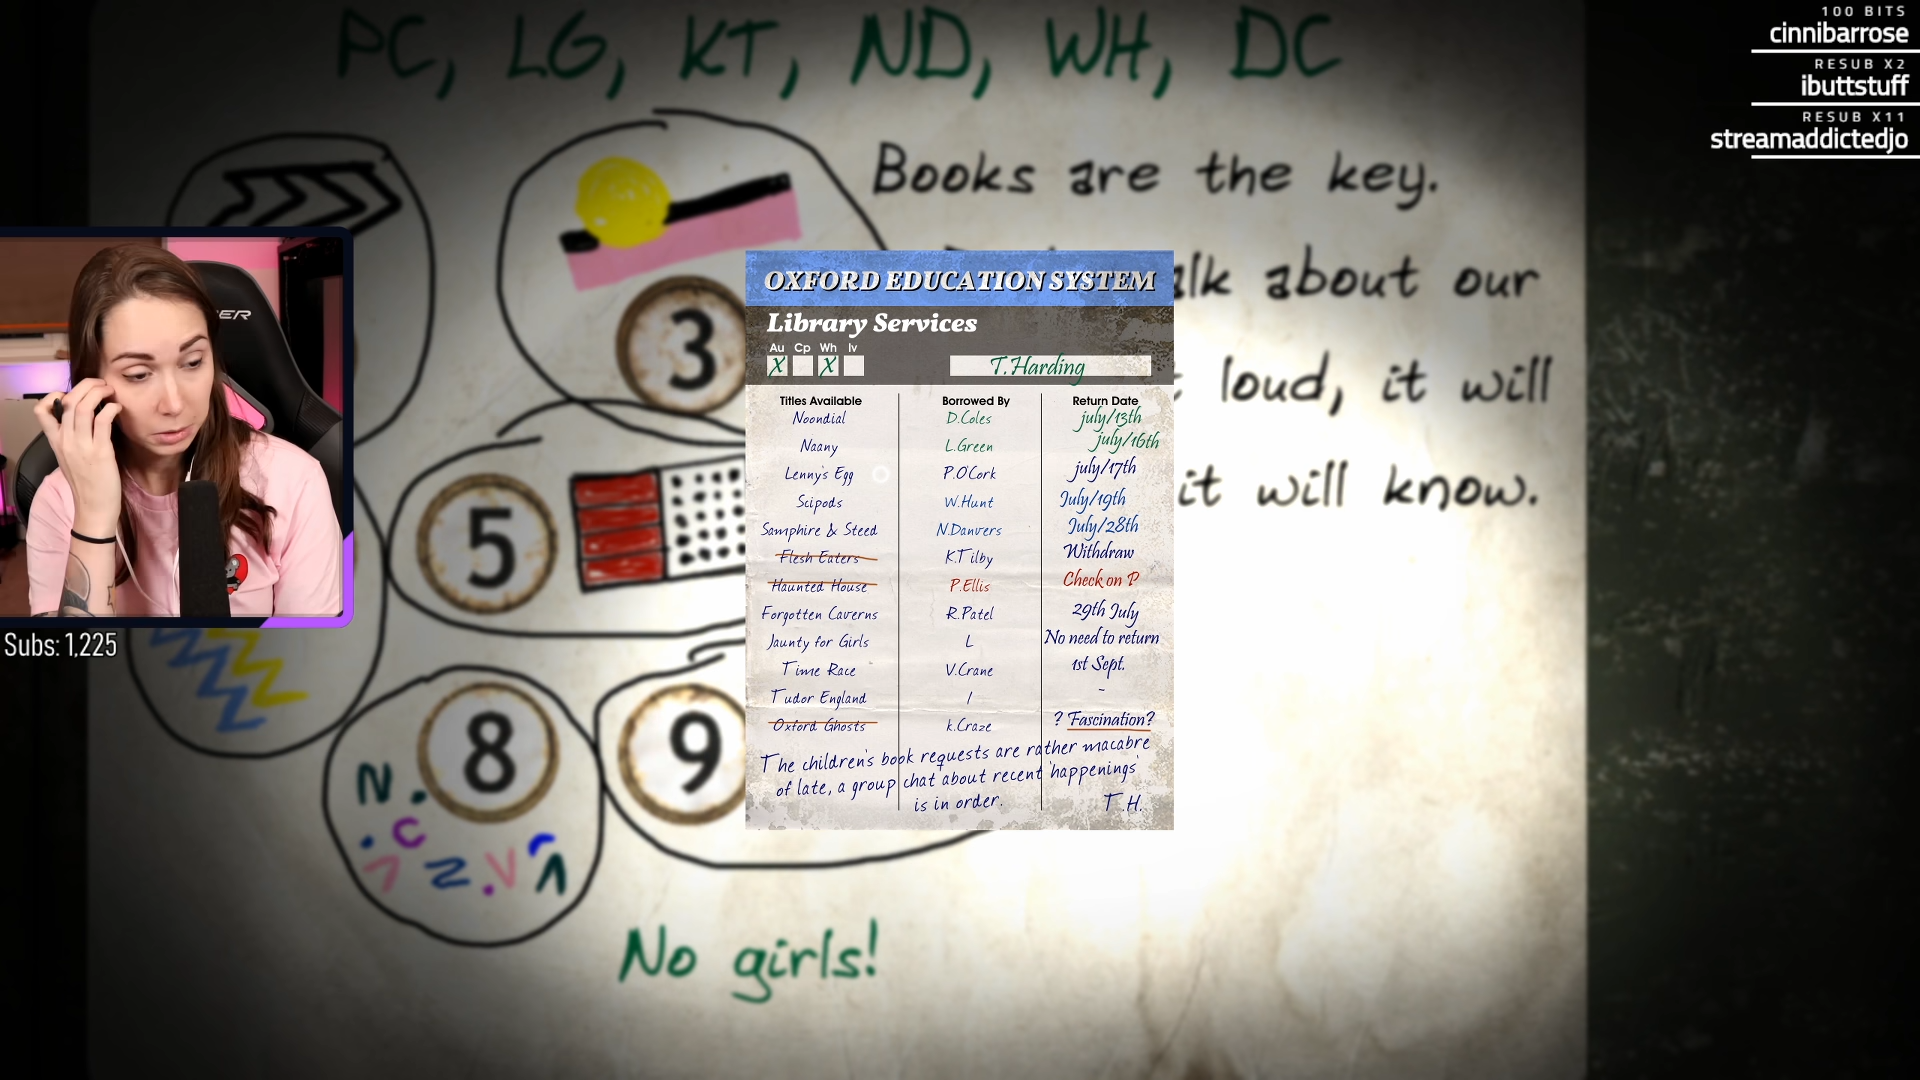 PC, LG, KT, ND, WH, DC
100 BITS
cinnibarrose
RESUB X2
ibuttstuff
RESUB X11
streamaddictedjo
Books are the key.
alk about our
loud, it will
it will know.
3
5
8
9
N.
C
Z
V
No girls!
Subs: 1,225
OXFORD EDUCATION SYSTEM
Library Services
Au Cp Wh Iv
X X T.Harding
Titles Available Borrowed By Return Date
Noondial D.Coles july/13th
Naany L.Green july/16th
Lenny's Egg P.O'Cork july/17th
Scipods W.Hunt July/19th
Samphire & Steed N.Danvers July/28th
Flesh Eaters K.Tilby Withdraw
Haunted House P.Ellis Check on P
Forgotten Caverns R.Patel 29th July
Jaunty for Girls L No need to return
Time Race V.Crane 1st Sept.
Tudor England / -
Oxford Ghosts k.Craze ? Fascination?
The children's book requests are rather macabre
of late, a group chat about recent 'happenings'
is in order. T.H.